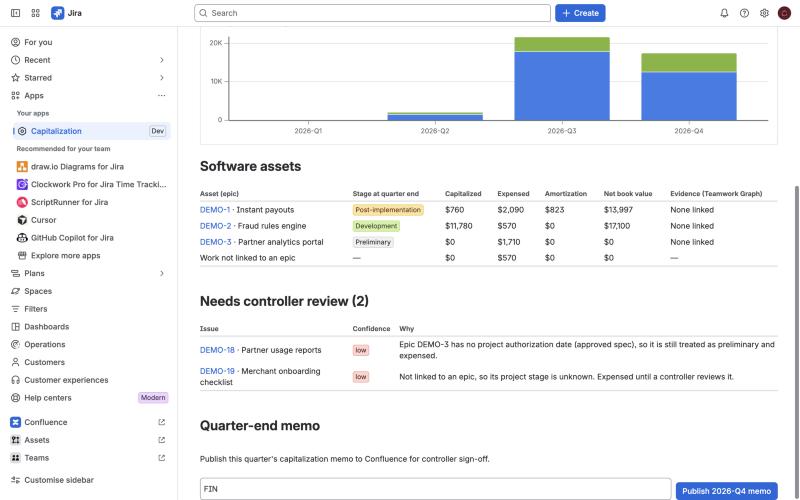 Jira
Search
+ Create
For you
Recent
Starred
Apps
Your apps
Capitalization Dev
Recommended for your team
draw.io Diagrams for Jira
Clockwork Pro for Jira Time Tracki...
ScriptRunner for Jira
Cursor
GitHub Copilot for Jira
Explore more apps
Plans
Spaces
Filters
Dashboards
Operations
Customers
Customer experiences
Help centers Modern
Confluence
Assets
Teams
Customise sidebar
20K
10K
0
2026-Q1 2026-Q2 2026-Q3 2026-Q4
Software assets
Asset (epic) Stage at quarter end Capitalized Expensed Amortization Net book value Evidence (Teamwork Graph)
DEMO-1 · Instant payouts Post-implementation $760 $2,090 $823 $13,997 None linked
DEMO-2 · Fraud rules engine Development $11,780 $570 $0 $17,100 None linked
DEMO-3 · Partner analytics portal Preliminary $0 $1,710 $0 $0 None linked
Work not linked to an epic — $0 $570 $0 $0 —
Needs controller review (2)
Issue Confidence Why
DEMO-18 · Partner usage reports low Epic DEMO-3 has no project authorization date (approved spec), so it is still treated as preliminary and
expensed.
DEMO-19 · Merchant onboarding
checklist low Not linked to an epic, so its project stage is unknown. Expensed until a controller reviews it.
Quarter-end memo
Publish this quarter's capitalization memo to Confluence for controller sign-off.
FIN
Publish 2026-Q4 memo